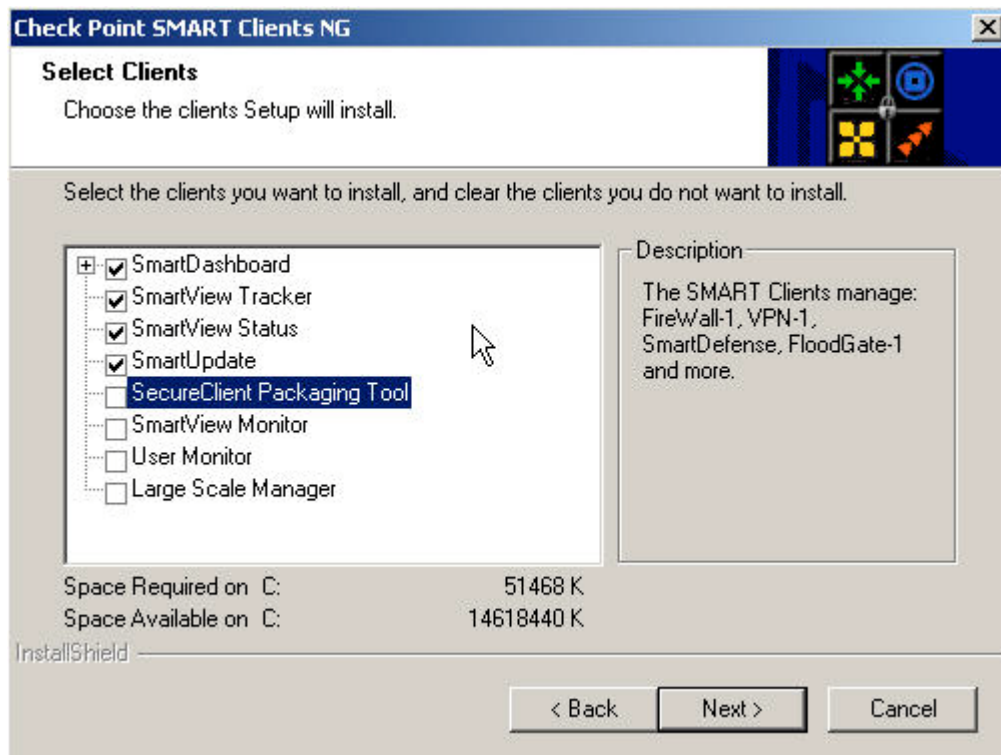 Check Point SMART Clients NG
Select Clients
Choose the clients Setup will install.
Select the clients you want to install, and clear the clients you do not want to install.
SmartDashboard
SmartView Tracker
SmartView Status
SmartUpdate
SecureClient Packaging Tool
SmartView Monitor
User Monitor
Large Scale Manager
Description
The SMART Clients manage:
FireWall-1, VPN-1,
SmartDefense, FloodGate-1
and more.
Space Required on C: 51468 K
Space Available on C: 14618440 K
InstallShield
< Back Next > Cancel